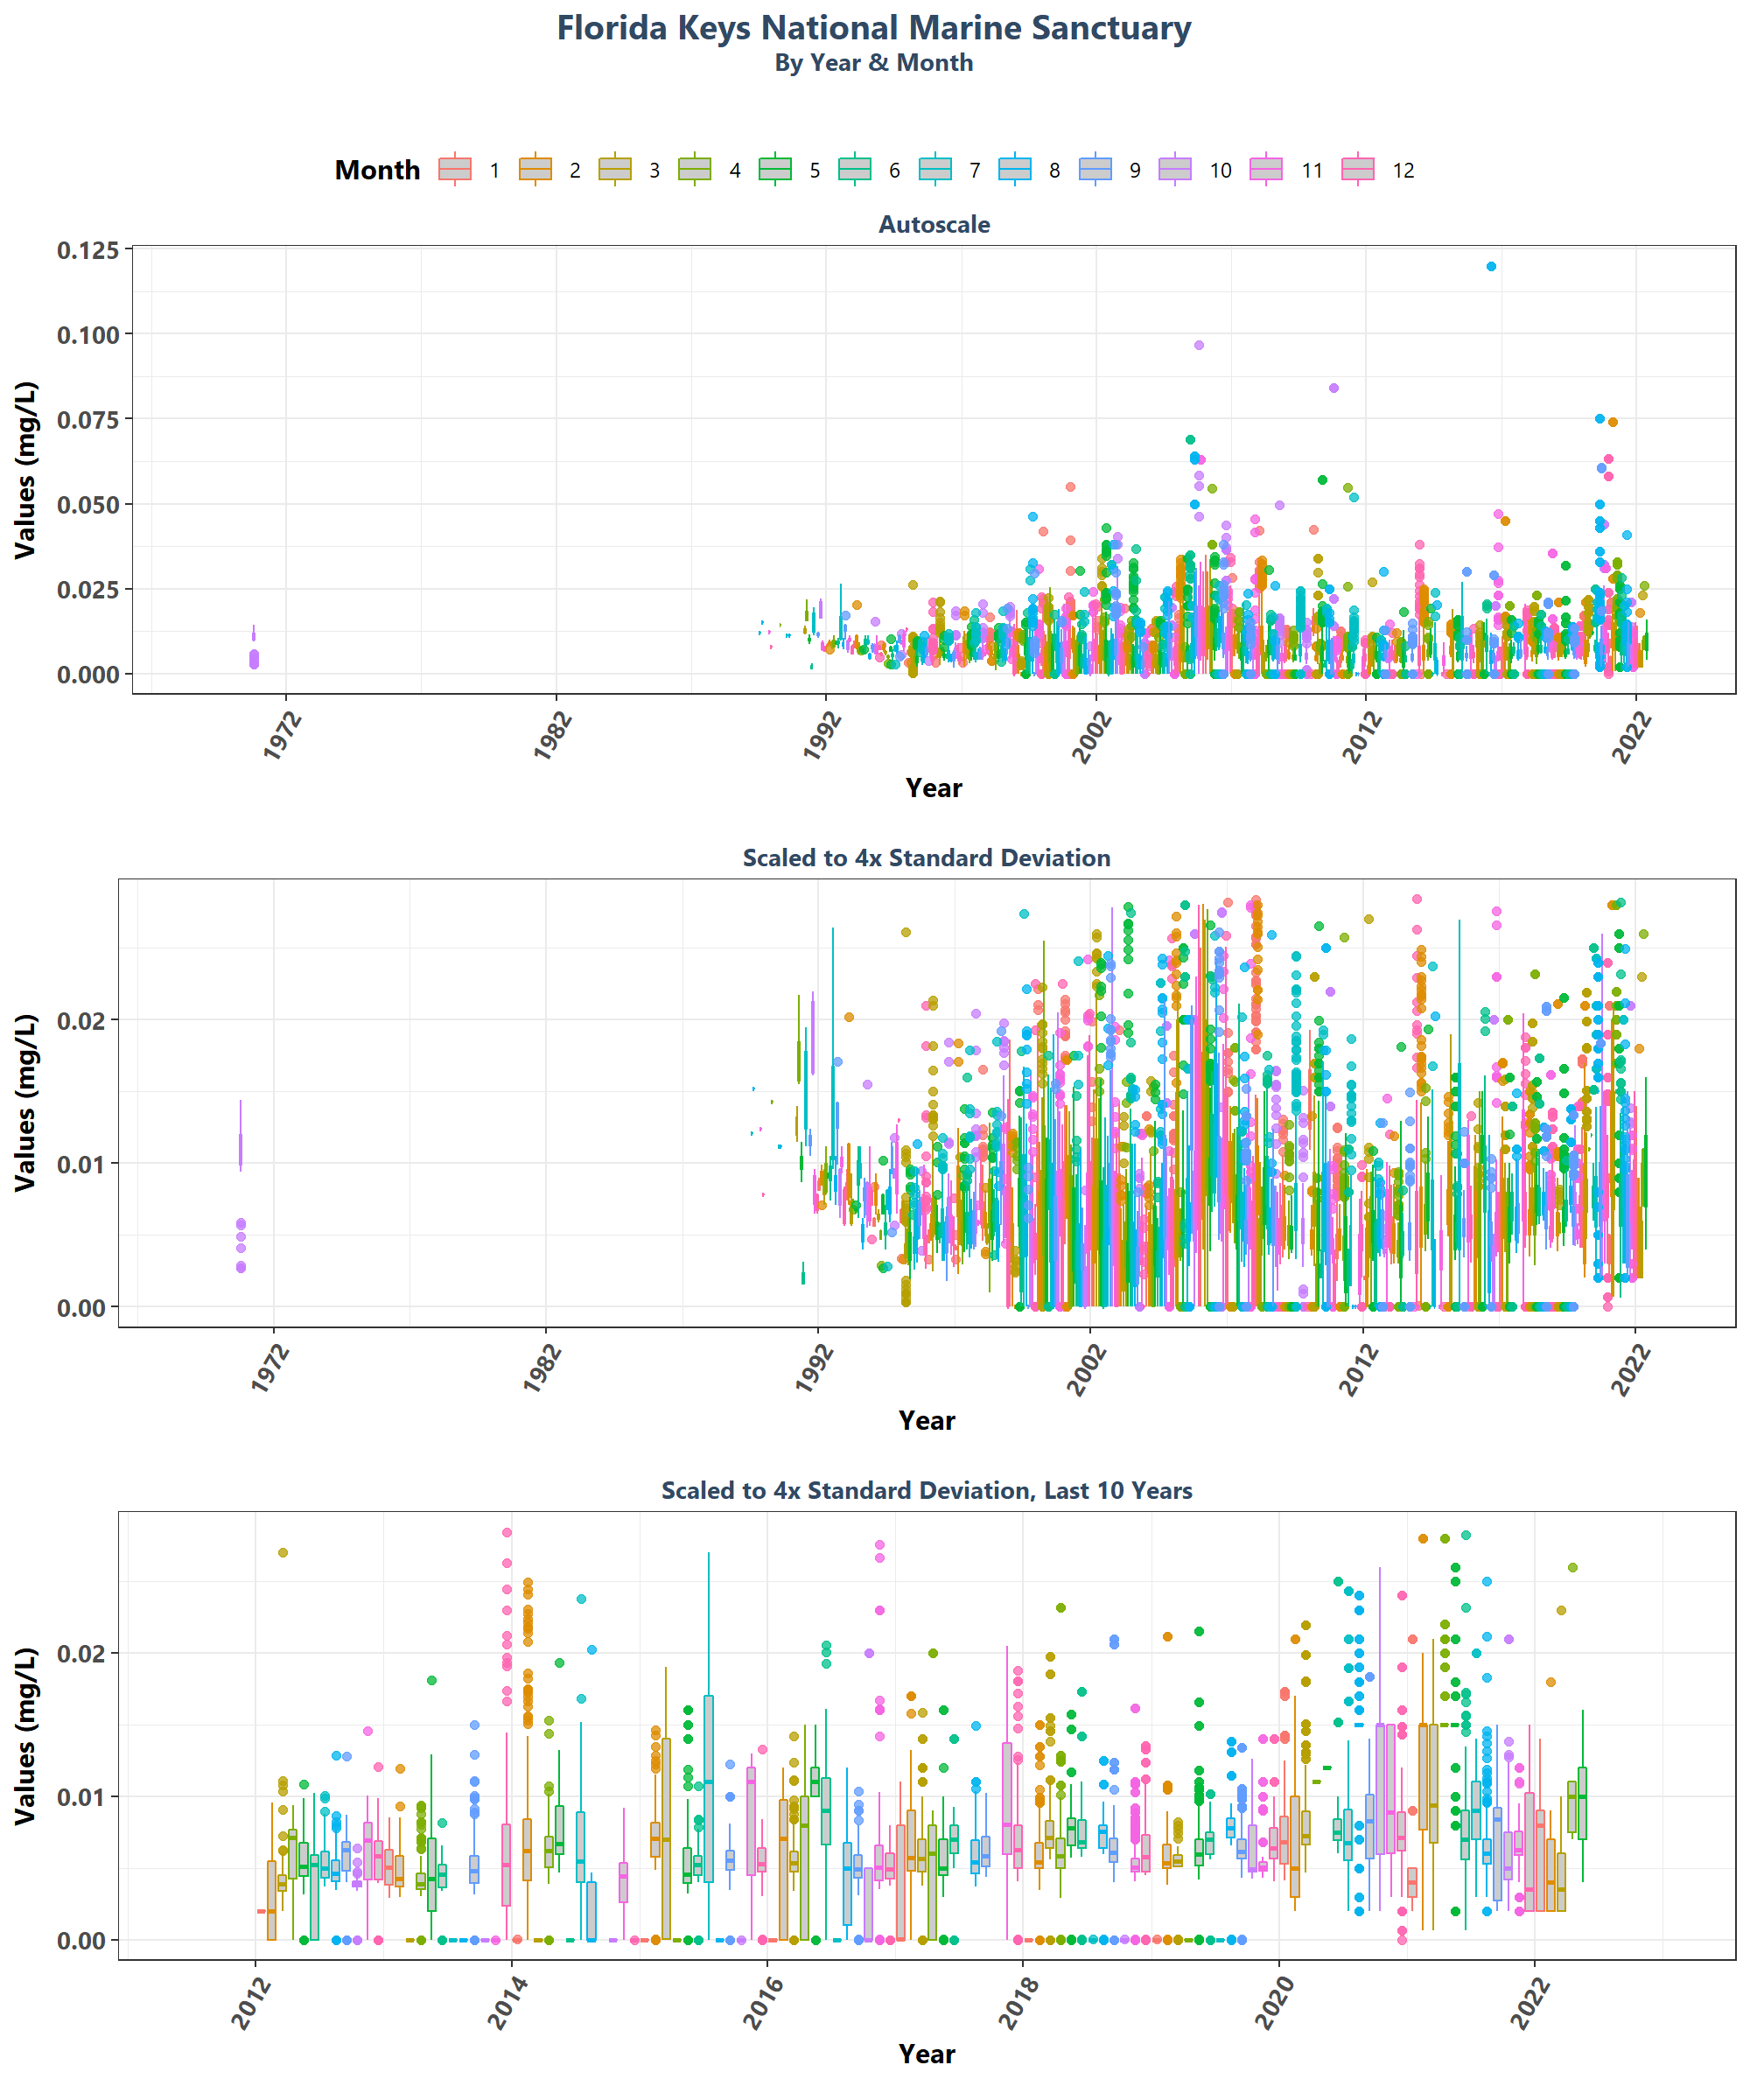 Florida Keys National Marine Sanctuary
By Year & Month
Month 1 2 3 4 5 6 7 8 9 10 11 12
Autoscale
Values (mg/L)
0.125
0.100
0.075
0.050
0.025
0.000
1972 1982 1992 2002 2012 2022
Year
Scaled to 4x Standard Deviation
Values (mg/L)
0.02
0.01
0.00
1972 1982 1992 2002 2012 2022
Year
Scaled to 4x Standard Deviation, Last 10 Years
Values (mg/L)
0.02
0.01
0.00
2012 2014 2016 2018 2020 2022
Year